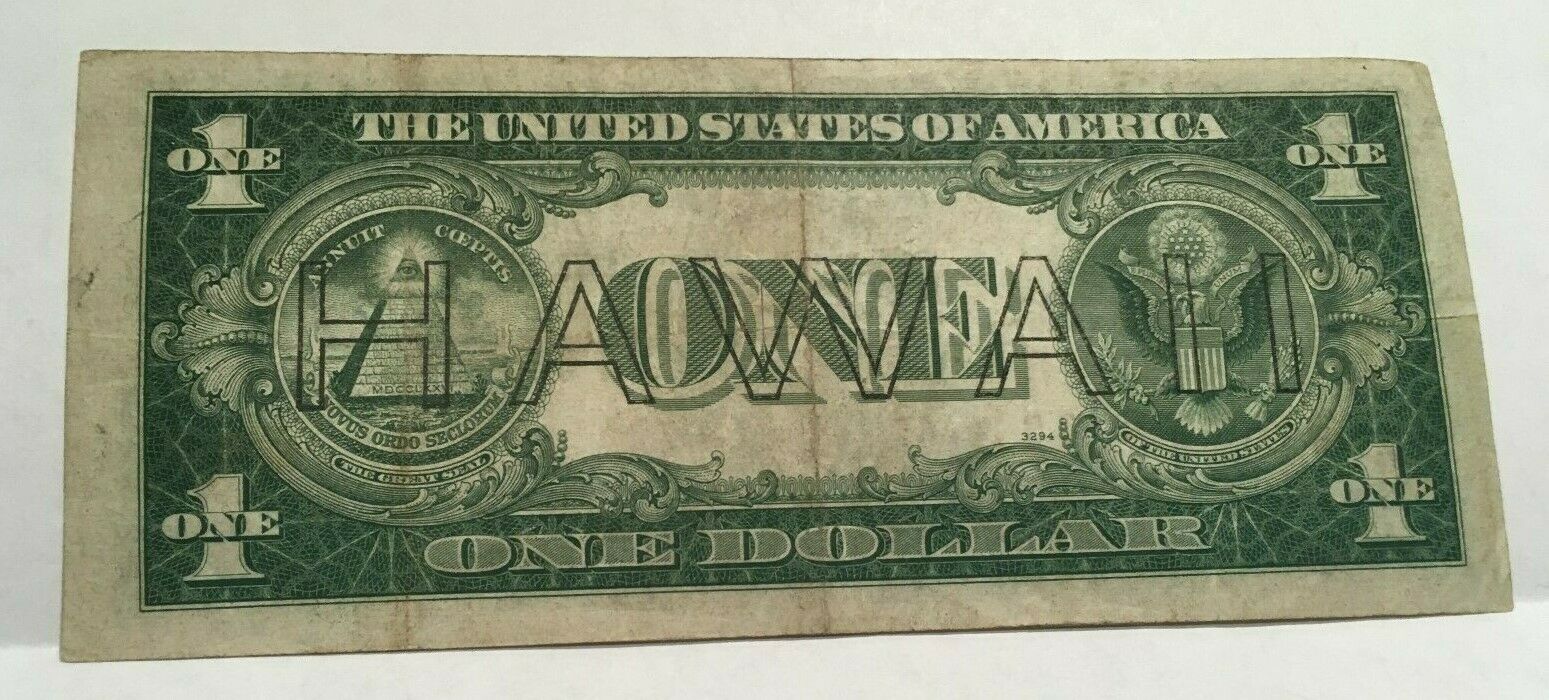 THE UNITED STATES OF AMERICA
1
ONE
1
ONE
ANNUIT CŒPTIS
MDCCLXXVI
NOVUS ORDO SECLORUM
THE GREAT SEAL
HAWAII
ONE
3294
OF THE UNITED STATES
1
ONE
1
ONE
ONE DOLLAR